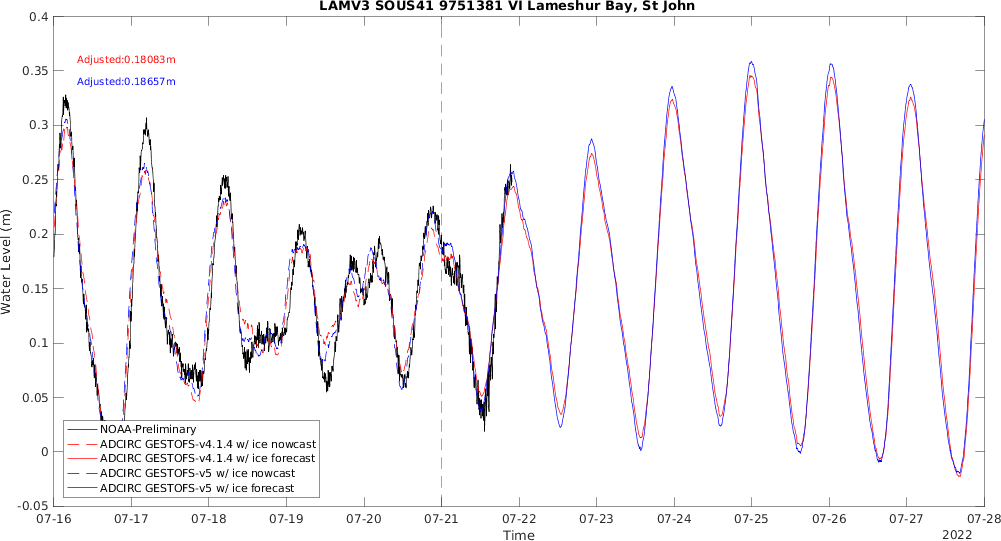 LAMV3 SOUS41 9751381 VI Lameshur Bay, St John
0.4
0.35
0.3
0.25
0.2
0.15
0.1
0.05
0
-0.05
Water Level (m)
Adjusted:0.18083m
Adjusted:0.18657m
NOAA-Preliminary
ADCIRC GESTOFS-v4.1.4 w/ ice nowcast
ADCIRC GESTOFS-v4.1.4 w/ ice forecast
ADCIRC GESTOFS-v5 w/ ice nowcast
ADCIRC GESTOFS-v5 w/ ice forecast
07-16 07-17 07-18 07-19 07-20 07-21 07-22 07-23 07-24 07-25 07-26 07-27 07-28
Time
2022